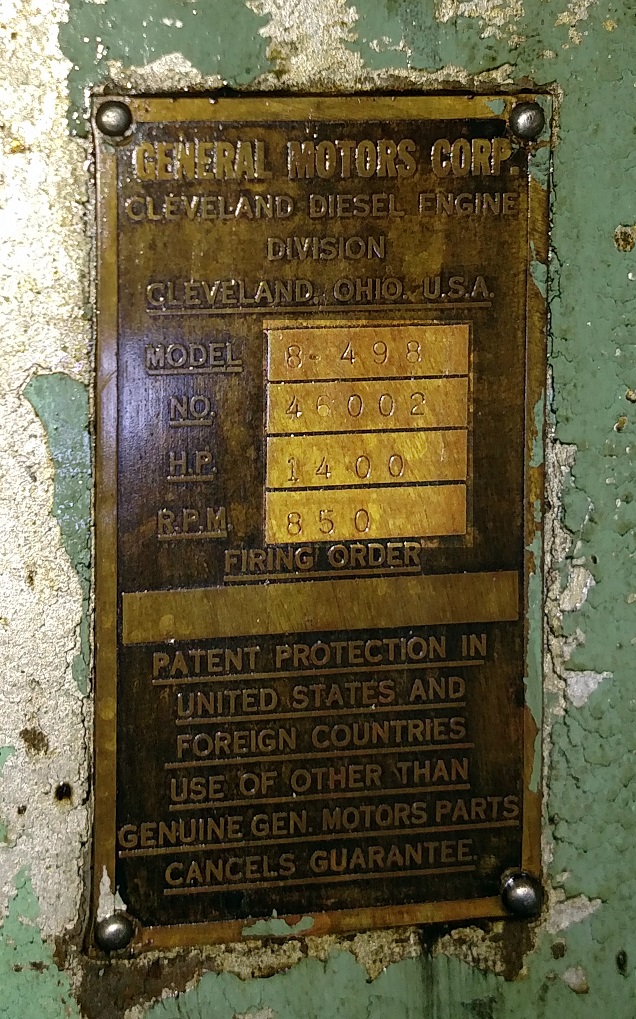 GENERAL MOTORS CORP.
CLEVELAND DIESEL ENGINE
DIVISION
CLEVELAND, OHIO, U.S.A.
MODEL 8-498
NO. 46002
H.P. 1400
R.P.M. 850
FIRING ORDER
PATENT PROTECTION IN
UNITED STATES AND
FOREIGN COUNTRIES
USE OF OTHER THAN
GENUINE GEN. MOTORS PARTS
CANCELS GUARANTEE.